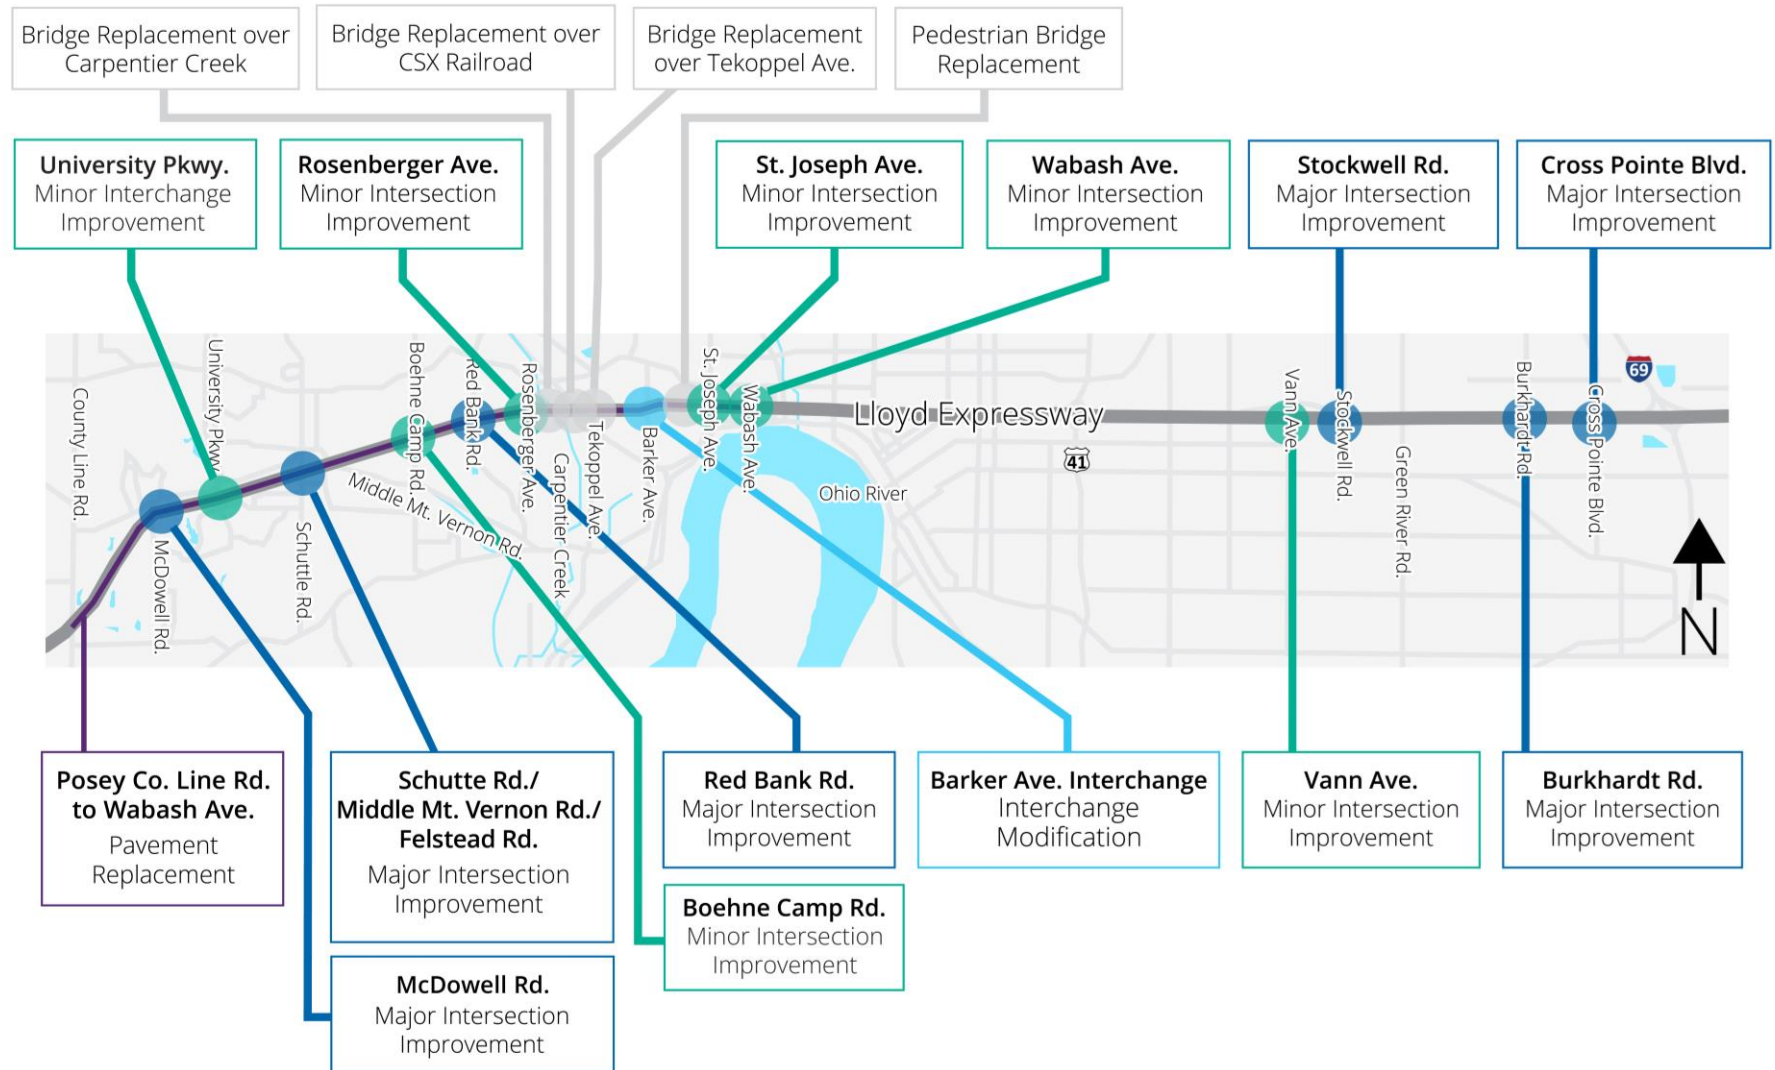 Bridge Replacement over
Carpentier Creek
Bridge Replacement over
CSX Railroad
Bridge Replacement
over Tekoppel Ave.
Pedestrian Bridge
Replacement
University Pkwy.
Minor Interchange
Improvement
Rosenberger Ave.
Minor Intersection
Improvement
St. Joseph Ave.
Minor Intersection
Improvement
Wabash Ave.
Minor Intersection
Improvement
Stockwell Rd.
Major Intersection
Improvement
Cross Pointe Blvd.
Major Intersection
Improvement
County Line Rd.
McDowell Rd.
University Pkwy.
Schuttle Rd.
Middle Mt. Vernon Rd.
Boehne Camp Rd.
Red Bank Rd.
Rosenberger Ave.
Carpentier Creek
Tekoppel Ave.
Barker Ave.
St. Joseph Ave.
Wabash Ave.
Ohio River
Lloyd Expressway
41
Vann Ave.
Stockwell Rd.
Green River Rd.
Burkhardt Rd.
Cross Pointe Blvd.
69
N
Posey Co. Line Rd.
to Wabash Ave.
Pavement
Replacement
Schutte Rd./
Middle Mt. Vernon Rd./
Felstead Rd.
Major Intersection
Improvement
McDowell Rd.
Major Intersection
Improvement
Red Bank Rd.
Major Intersection
Improvement
Boehne Camp Rd.
Minor Intersection
Improvement
Barker Ave. Interchange
Interchange
Modification
Vann Ave.
Minor Intersection
Improvement
Burkhardt Rd.
Major Intersection
Improvement